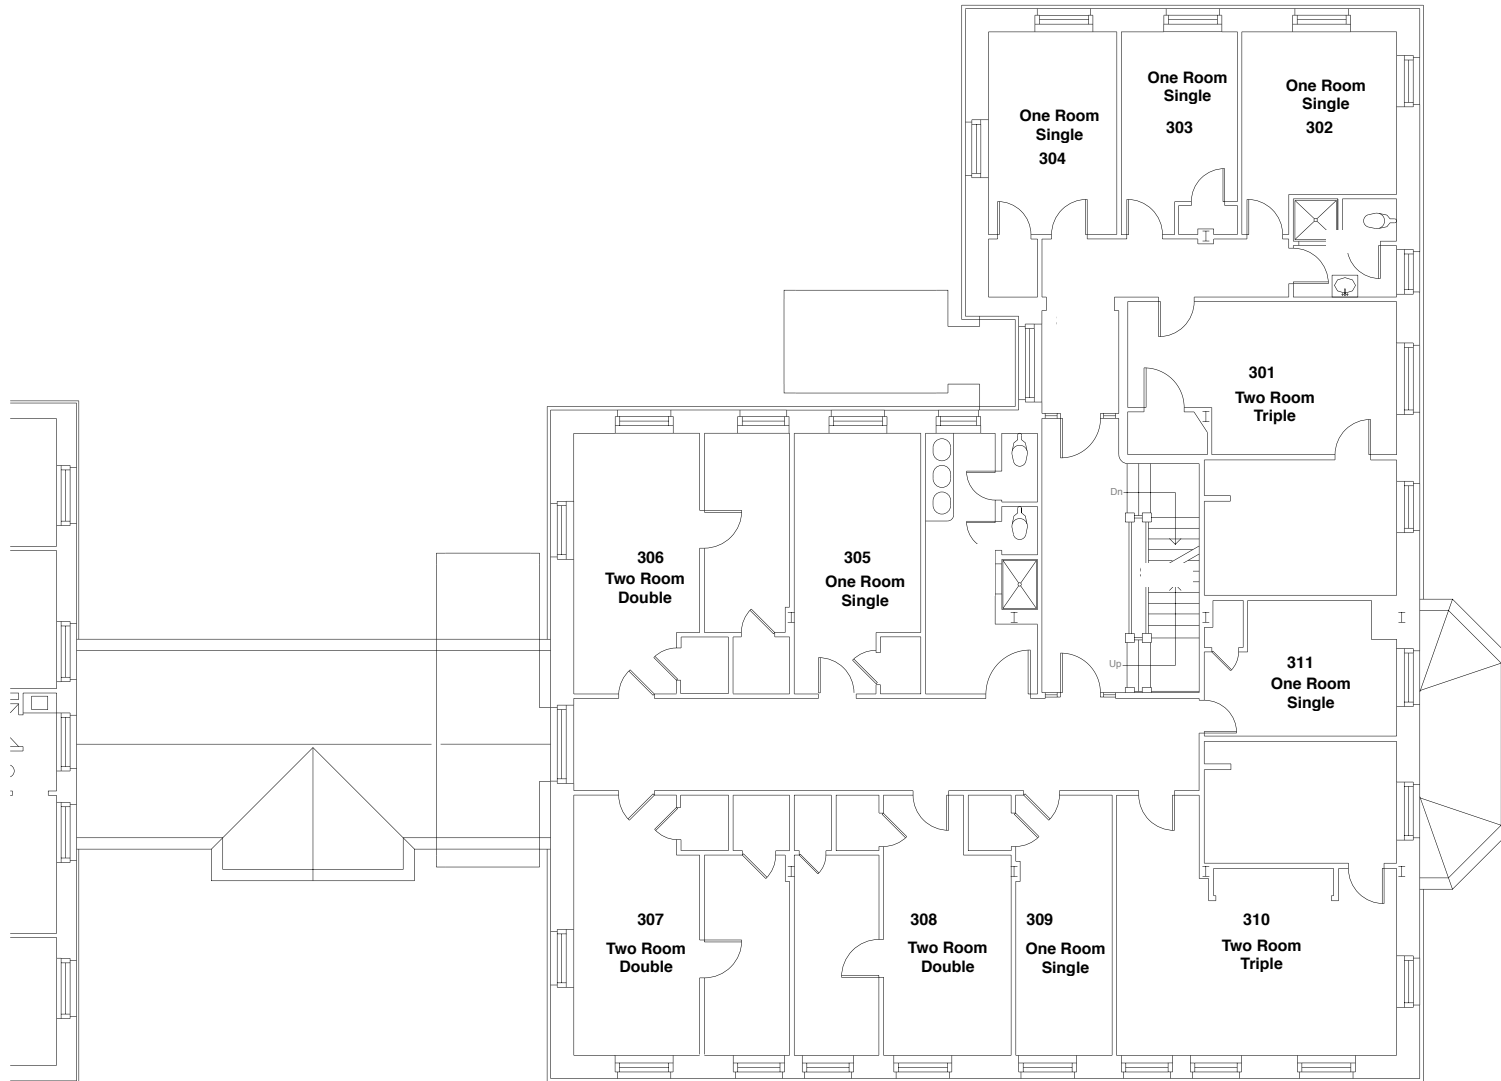 One Room
Single
304
One Room
Single
303
One Room
Single
302
301
Two Room
Triple
Dn
306
Two Room
Double
305
One Room
Single
Up
311
One Room
Single
307
Two Room
Double
308
Two Room
Double
309
One Room
Single
310
Two Room
Triple